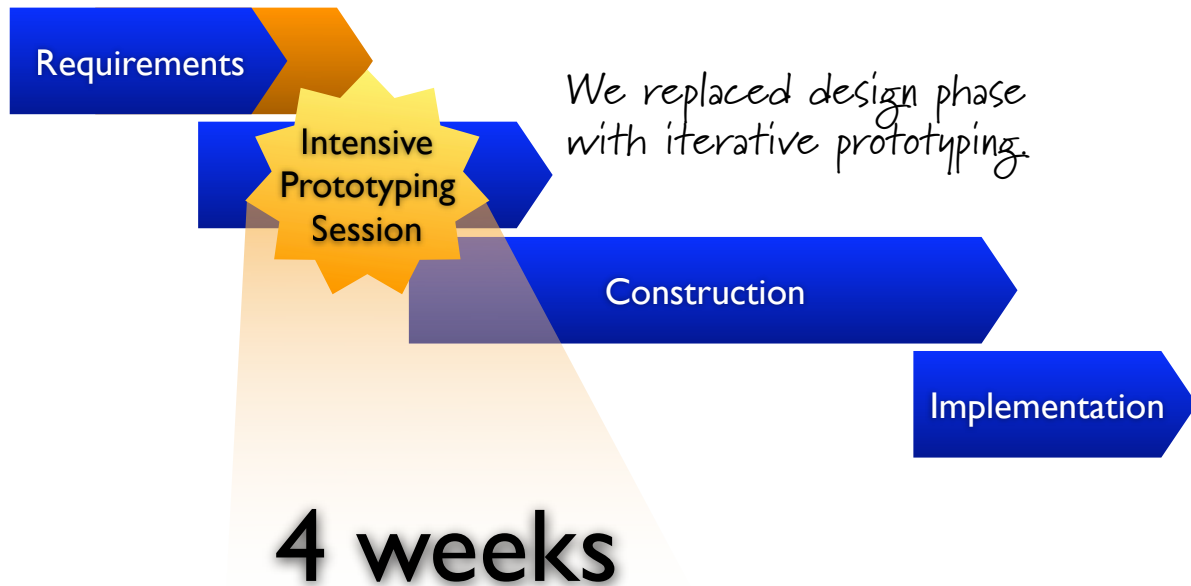 Requirements
We replaced design phase
with iterative prototyping.
Intensive
Prototyping
Session
Construction
Implementation
4 weeks